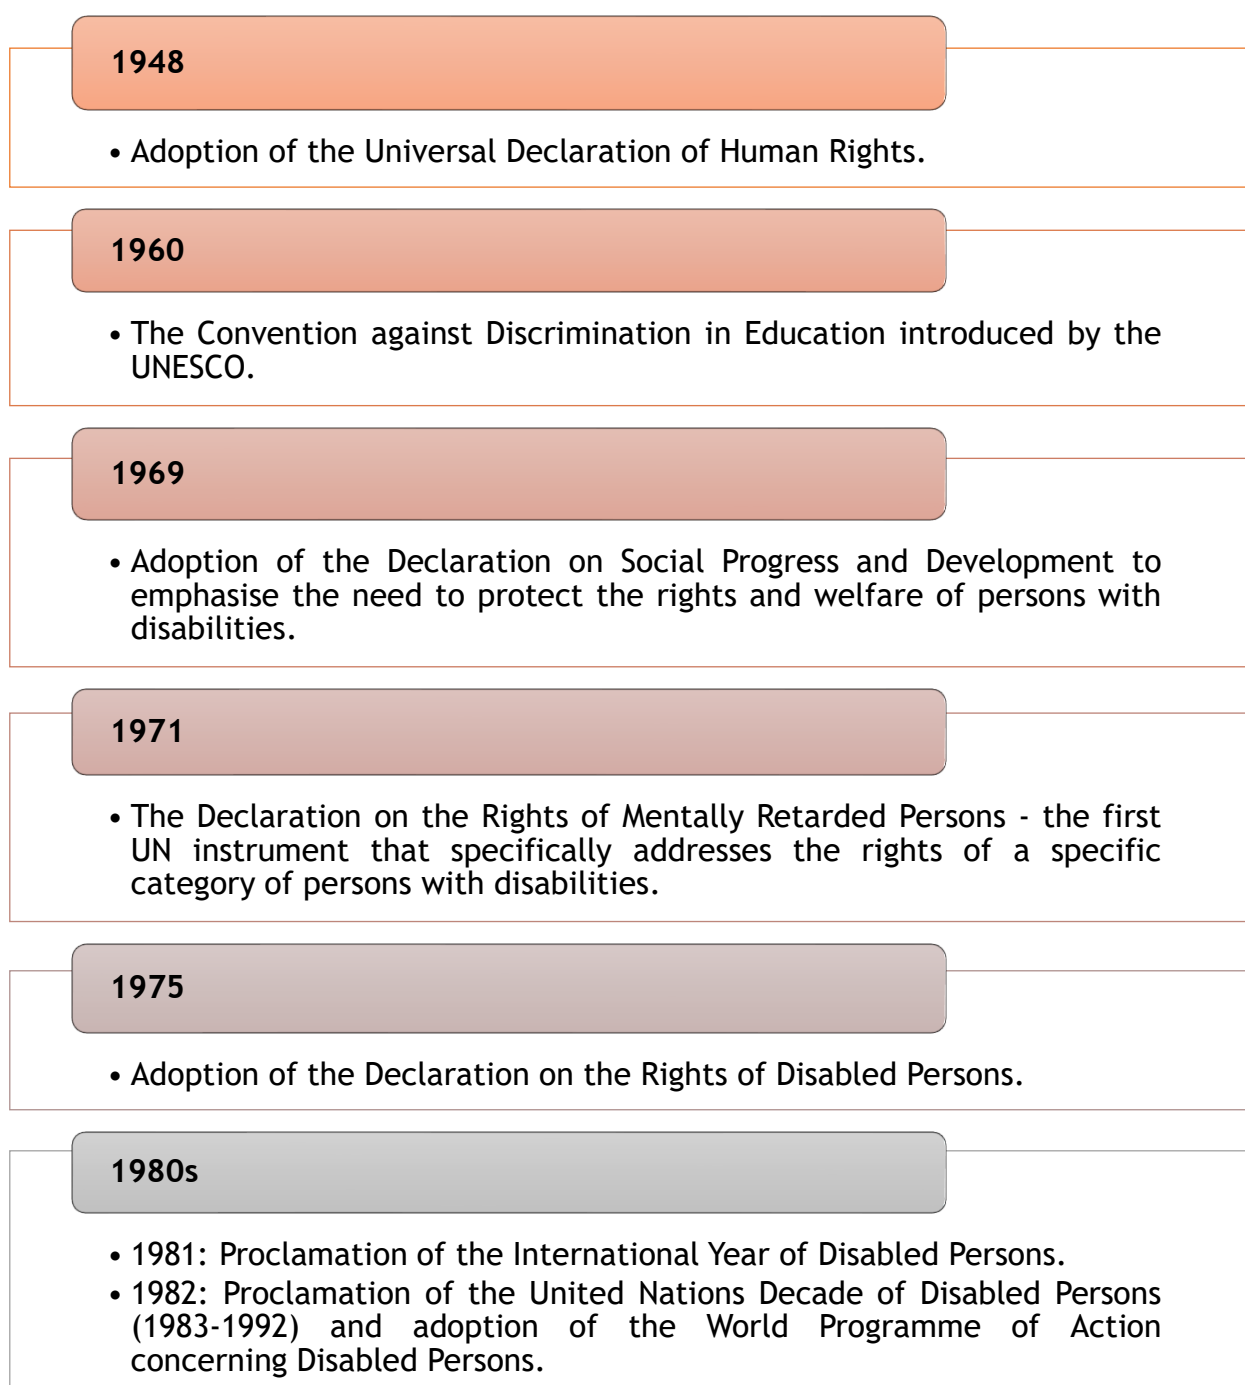 1948
• Adoption of the Universal Declaration of Human Rights.
1960
• The Convention against Discrimination in Education introduced by the
UNESCO.
1969
• Adoption of the Declaration on Social Progress and Development to
emphasise the need to protect the rights and welfare of persons with
disabilities.
1971
• The Declaration on the Rights of Mentally Retarded Persons - the first
UN instrument that specifically addresses the rights of a specific
category of persons with disabilities.
1975
• Adoption of the Declaration on the Rights of Disabled Persons.
1980s
• 1981: Proclamation of the International Year of Disabled Persons.
• 1982: Proclamation of the United Nations Decade of Disabled Persons
(1983-1992) and adoption of the World Programme of Action
concerning Disabled Persons.